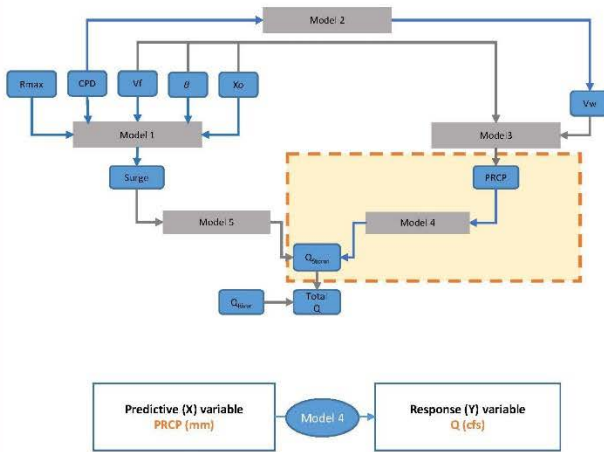 Model 2
Rmax
CPD
Vf
θ
Xo
Vw
Model 1
Model 3
Surge
PRCP
Model 5
Model 4
QStorm
QRiver
Total
Q
Predictive (X) variable
PRCP (mm)
Model 4
Response (Y) variable
Q (cfs)